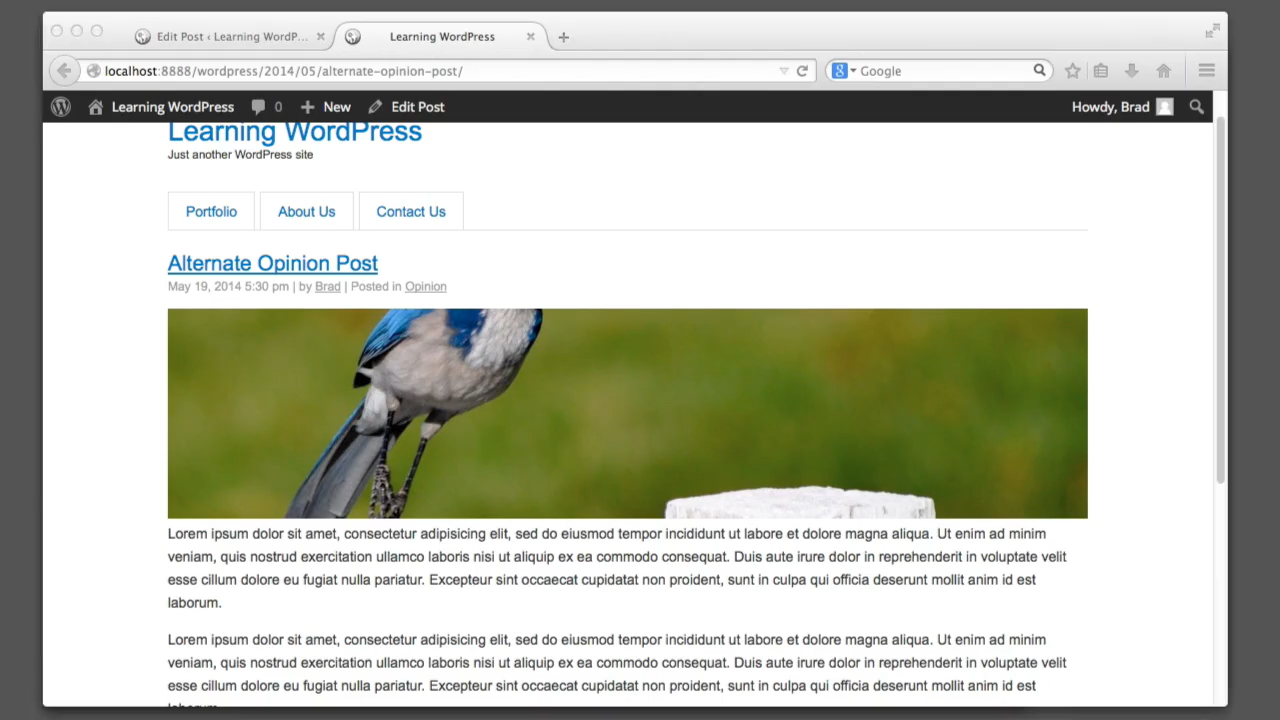 Edit Post ‹ Learning WordP...
Learning WordPress
localhost:8888/wordpress/2014/05/alternate-opinion-post/
Google
Learning WordPress 0 New Edit Post Howdy, Brad
Learning WordPress
Just another WordPress site
Portfolio About Us Contact Us
Alternate Opinion Post
May 19, 2014 5:30 pm | by Brad | Posted in Opinion
Lorem ipsum dolor sit amet, consectetur adipisicing elit, sed do eiusmod tempor incididunt ut labore et dolore magna aliqua. Ut enim ad minim
veniam, quis nostrud exercitation ullamco laboris nisi ut aliquip ex ea commodo consequat. Duis aute irure dolor in reprehenderit in voluptate velit
esse cillum dolore eu fugiat nulla pariatur. Excepteur sint occaecat cupidatat non proident, sunt in culpa qui officia deserunt mollit anim id est
laborum.
Lorem ipsum dolor sit amet, consectetur adipisicing elit, sed do eiusmod tempor incididunt ut labore et dolore magna aliqua. Ut enim ad minim
veniam, quis nostrud exercitation ullamco laboris nisi ut aliquip ex ea commodo consequat. Duis aute irure dolor in reprehenderit in voluptate velit
esse cillum dolore eu fugiat nulla pariatur. Excepteur sint occaecat cupidatat non proident, sunt in culpa qui officia deserunt mollit anim id est